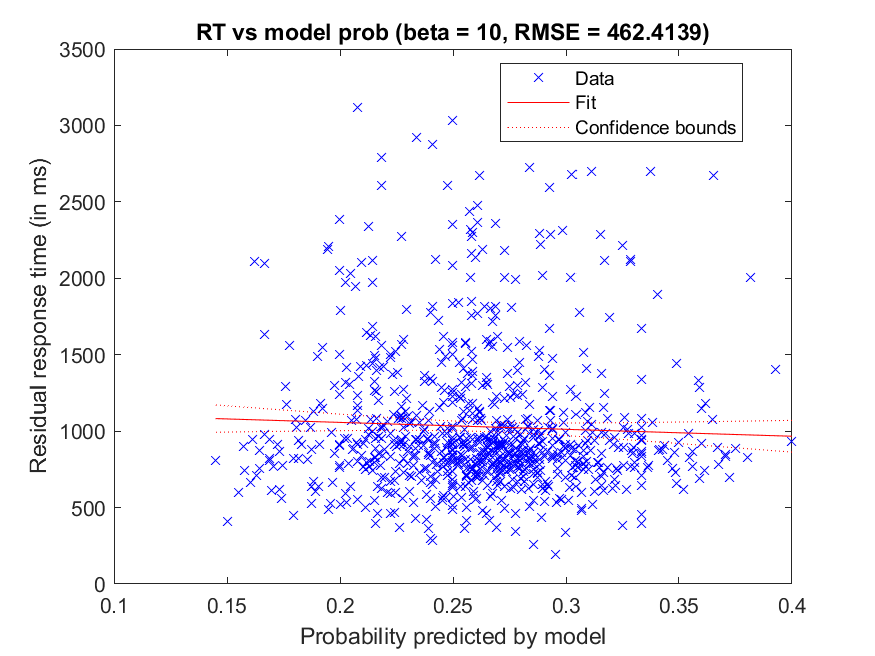 RT vs model prob (beta = 10, RMSE = 462.4139)
Data
Fit
Confidence bounds
Residual response time (in ms)
3500
3000
2500
2000
1500
1000
500
0
0.1 0.15 0.2 0.25 0.3 0.35 0.4
Probability predicted by model